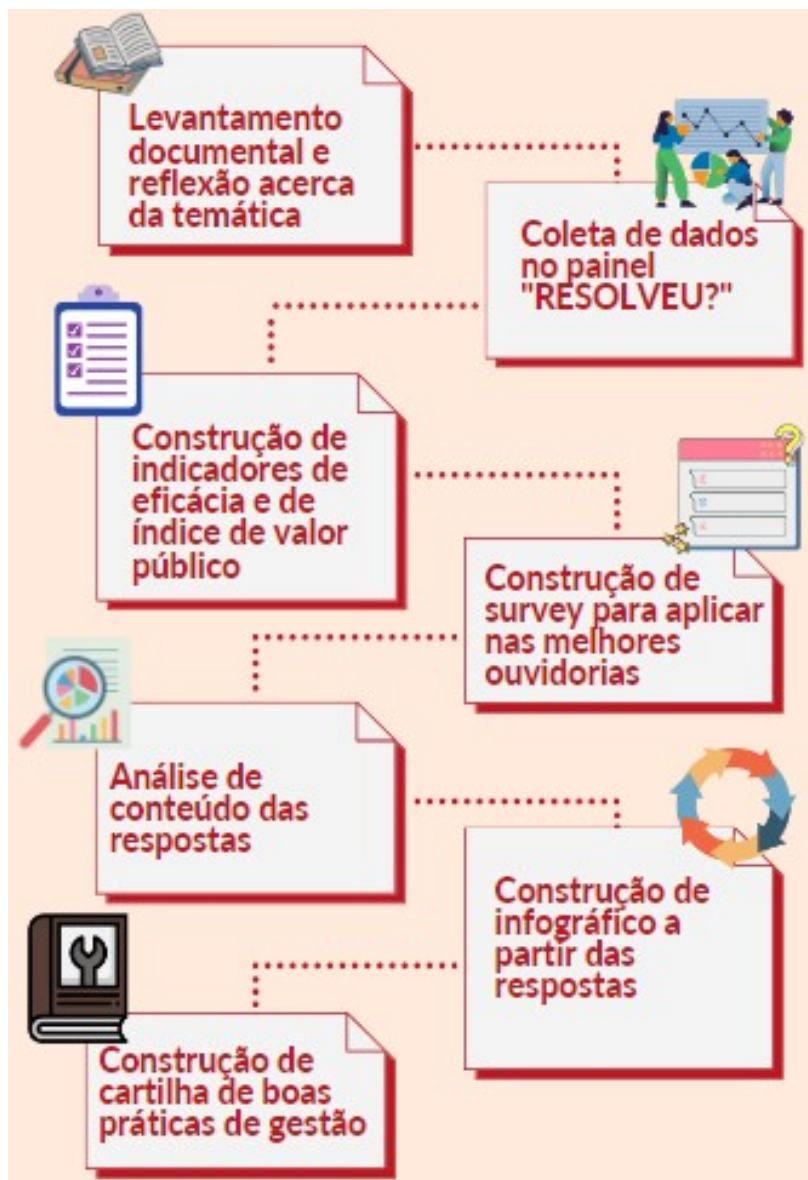 Levantamento
documental e
reflexão acerca
da temática
Coleta de dados
no painel
"RESOLVEU?"
Construção de
indicadores de
eficácia e de
índice de valor
público
Construção de
survey para aplicar
nas melhores
ouvidorias
Análise de
conteúdo das
respostas
Construção de
infográfico a
partir das
respostas
Construção de
cartilha de boas
práticas de gestão